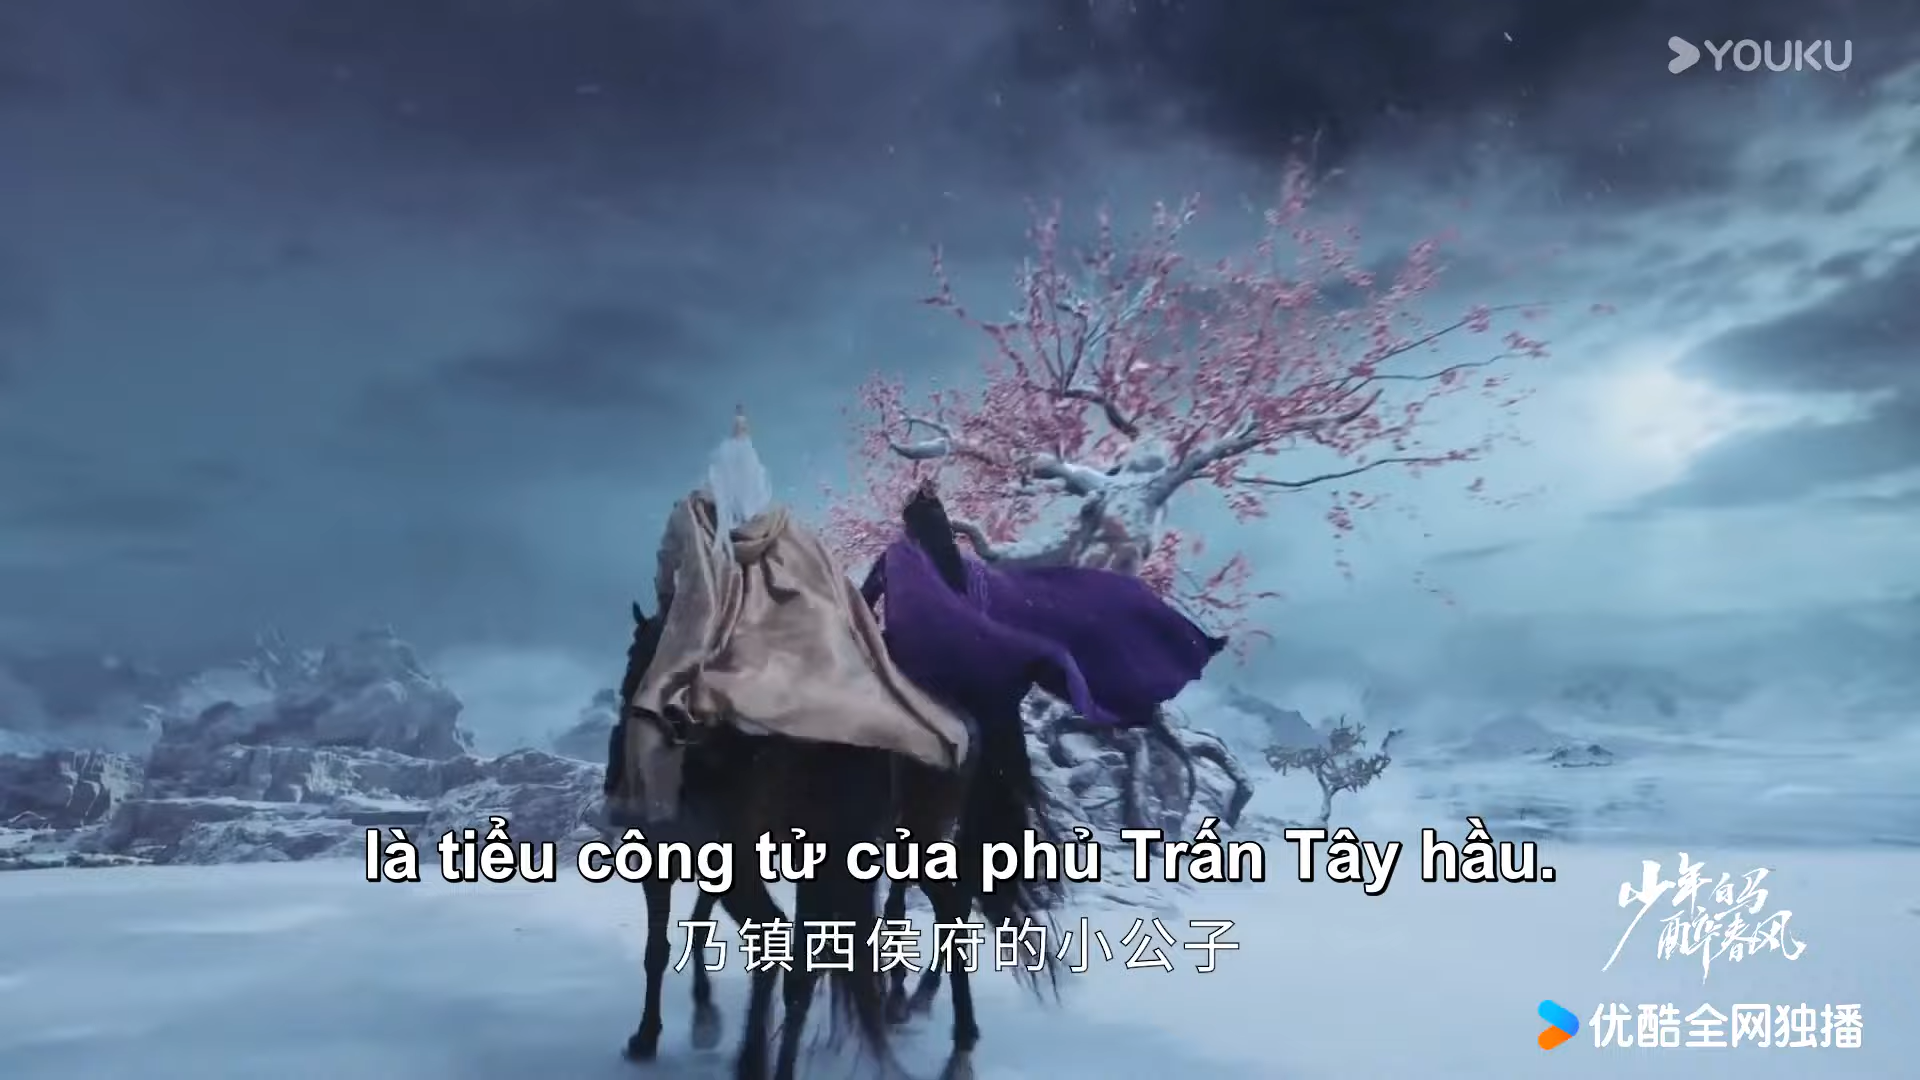 YOUKU
là tiểu công tử của phủ Trấn Tây hầu.
乃镇西侯府的小公子
少年白马
醉春风
优酷全网独播